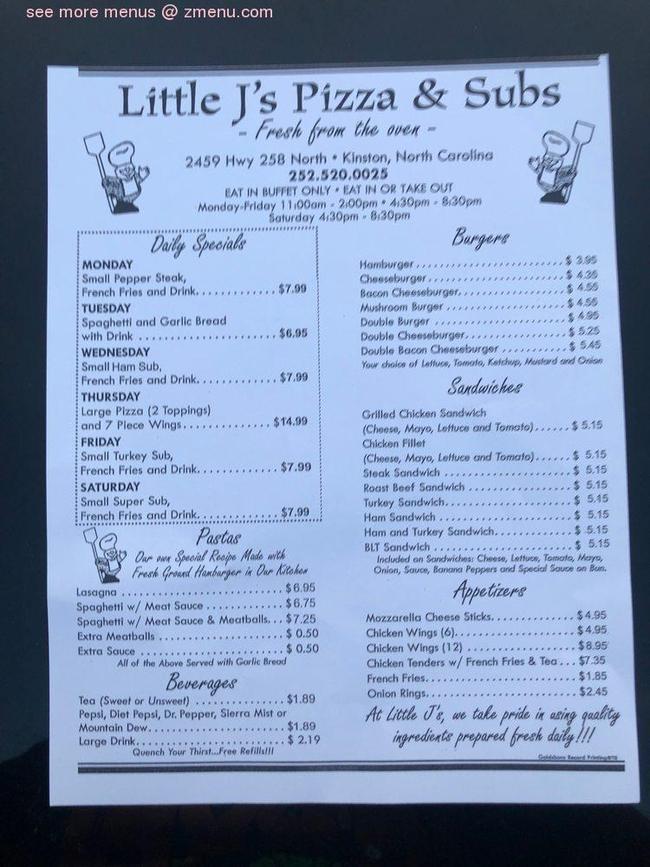 see more menus @ zmenu.com
Little J's Pizza & Subs
- Fresh from the oven -
2459 Hwy 258 North • Kinston, North Carolina
252.520.0025
EAT IN BUFFET ONLY • EAT IN OR TAKE OUT
Monday-Friday 11:00am - 2:00pm • 4:30pm - 8:30pm
Saturday 4:30pm - 8:30pm
Daily Specials
MONDAY
Small Pepper Steak,
French Fries and Drink............ $7.99
TUESDAY
Spaghetti and Garlic Bread
with Drink .................... $6.95
WEDNESDAY
Small Ham Sub,
French Fries and Drink............ $7.99
THURSDAY
Large Pizza (2 Toppings)
and 7 Piece Wings............. $14.99
FRIDAY
Small Turkey Sub,
French Fries and Drink............ $7.99
SATURDAY
Small Super Sub,
French Fries and Drink............ $7.99
Pastas
Our own Special Recipe Made with
Fresh Ground Hamburger in Our Kitchen
Lasagna ............................ $6.95
Spaghetti w/ Meat Sauce .............. $6.75
Spaghetti w/ Meat Sauce & Meatballs... $7.25
Extra Meatballs ...................... $ 0.50
Extra Sauce .......................... $ 0.50
All of the Above Served with Garlic Bread
Beverages
Tea (Sweet or Unsweet) ............... $1.89
Pepsi, Diet Pepsi, Dr. Pepper, Sierra Mist or
Mountain Dew........................ $1.89
Large Drink.......................... $ 2.19
Quench Your Thirst...Free Refills!!!
Burgers
Hamburger .......................... $ 3.95
Cheeseburger........................ $ 4.35
Bacon Cheeseburger.................. $ 4.55
Mushroom Burger .................... $ 4.55
Double Burger ...................... $ 4.95
Double Cheeseburger................. $ 5.25
Double Bacon Cheeseburger ........... $ 5.45
Your choice of Lettuce, Tomato, Ketchup, Mustard and Onion
Sandwiches
Grilled Chicken Sandwich
(Cheese, Mayo, Lettuce and Tomato)...... $ 5.15
Chicken Fillet
(Cheese, Mayo, Lettuce and Tomato)...... $ 5.15
Steak Sandwich ...................... $ 5.15
Roast Beef Sandwich .................. $ 5.15
Turkey Sandwich...................... $ 5.15
Ham Sandwich ....................... $ 5.15
Ham and Turkey Sandwich.............. $ 5.15
BLT Sandwich ........................ $ 5.15
Included on Sandwiches: Cheese, Lettuce, Tomato, Mayo,
Onion, Sauce, Banana Peppers and Special Sauce on Bun.
Appetizers
Mozzarella Cheese Sticks............... $4.95
Chicken Wings (6)..................... $4.95
Chicken Wings (12) ................... $8.95
Chicken Tenders w/ French Fries & Tea ... $7.35
French Fries.......................... $1.85
Onion Rings.......................... $2.45
At Little J's, we take pride in using quality
ingredients prepared fresh daily!!!
Goldsboro Record Printing